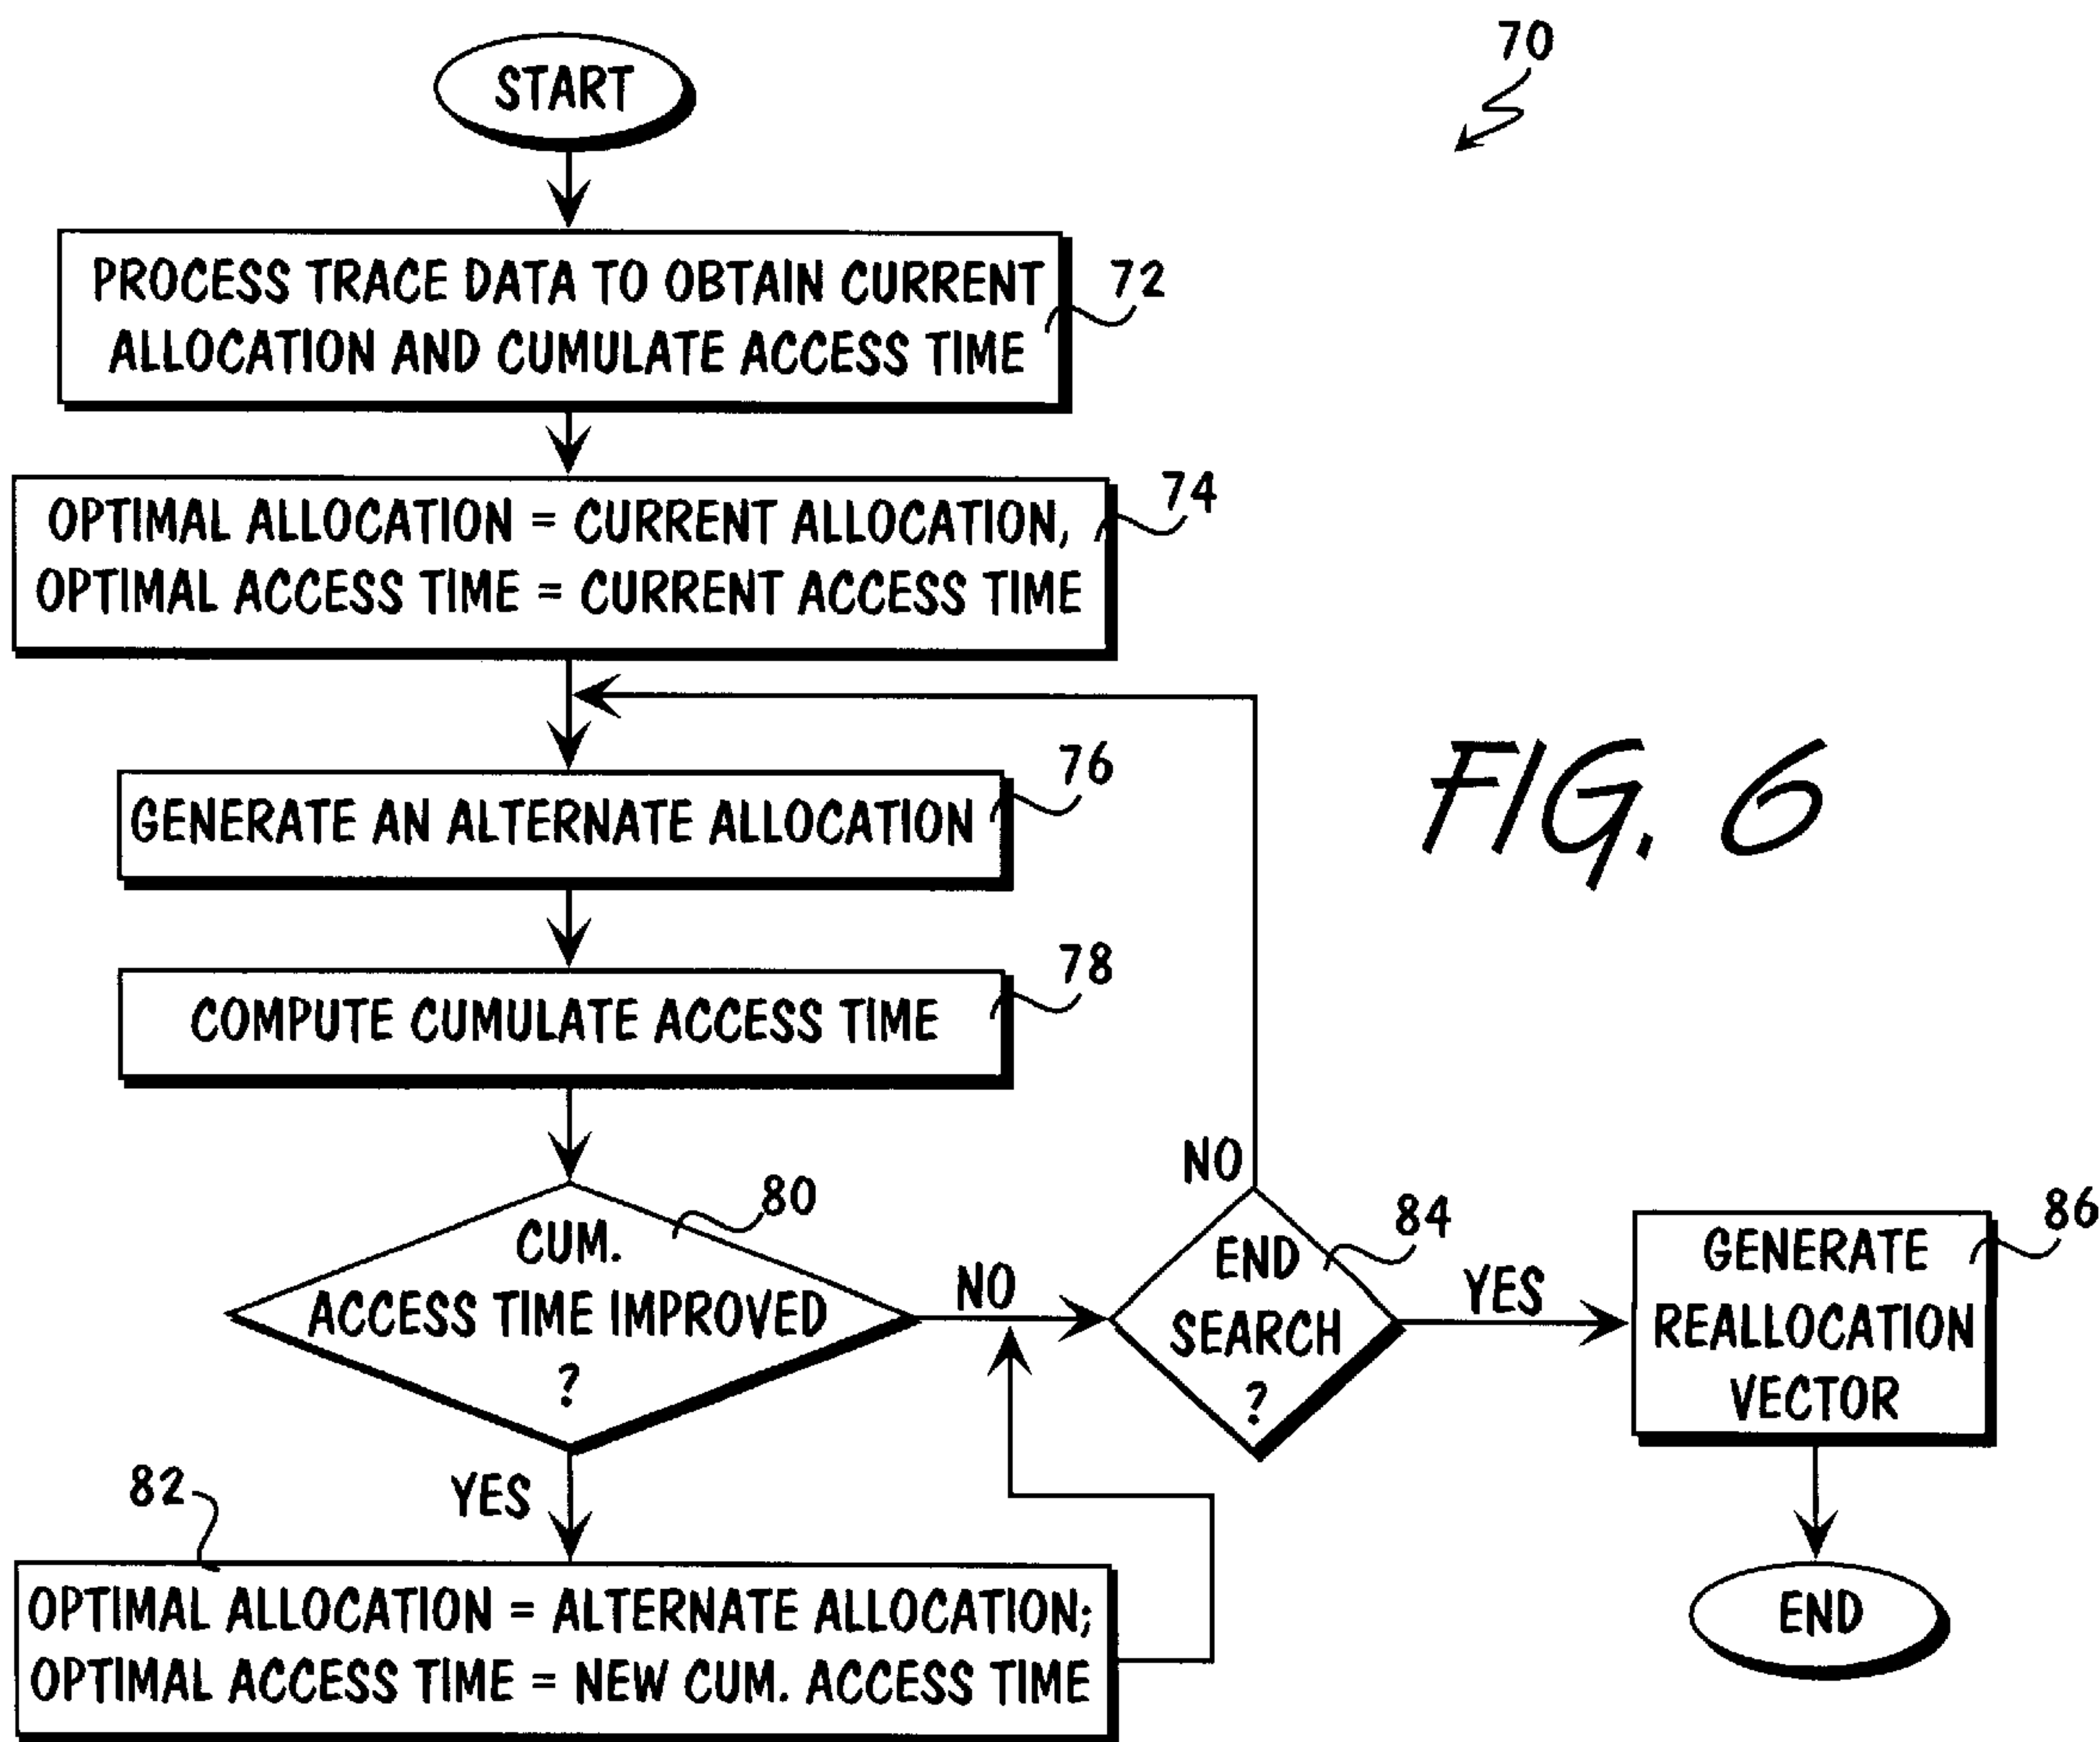 70
START
PROCESS TRACE DATA TO OBTAIN CURRENT
ALLOCATION AND CUMULATE ACCESS TIME
72
OPTIMAL ALLOCATION = CURRENT ALLOCATION,
OPTIMAL ACCESS TIME = CURRENT ACCESS TIME
74
GENERATE AN ALTERNATE ALLOCATION
76
FIG. 6
COMPUTE CUMULATE ACCESS TIME
78
CUM.
ACCESS TIME IMPROVED
?
80
NO
END
SEARCH
?
84
NO
YES
GENERATE
REALLOCATION
VECTOR
86
YES
82
OPTIMAL ALLOCATION = ALTERNATE ALLOCATION;
OPTIMAL ACCESS TIME = NEW CUM. ACCESS TIME
END